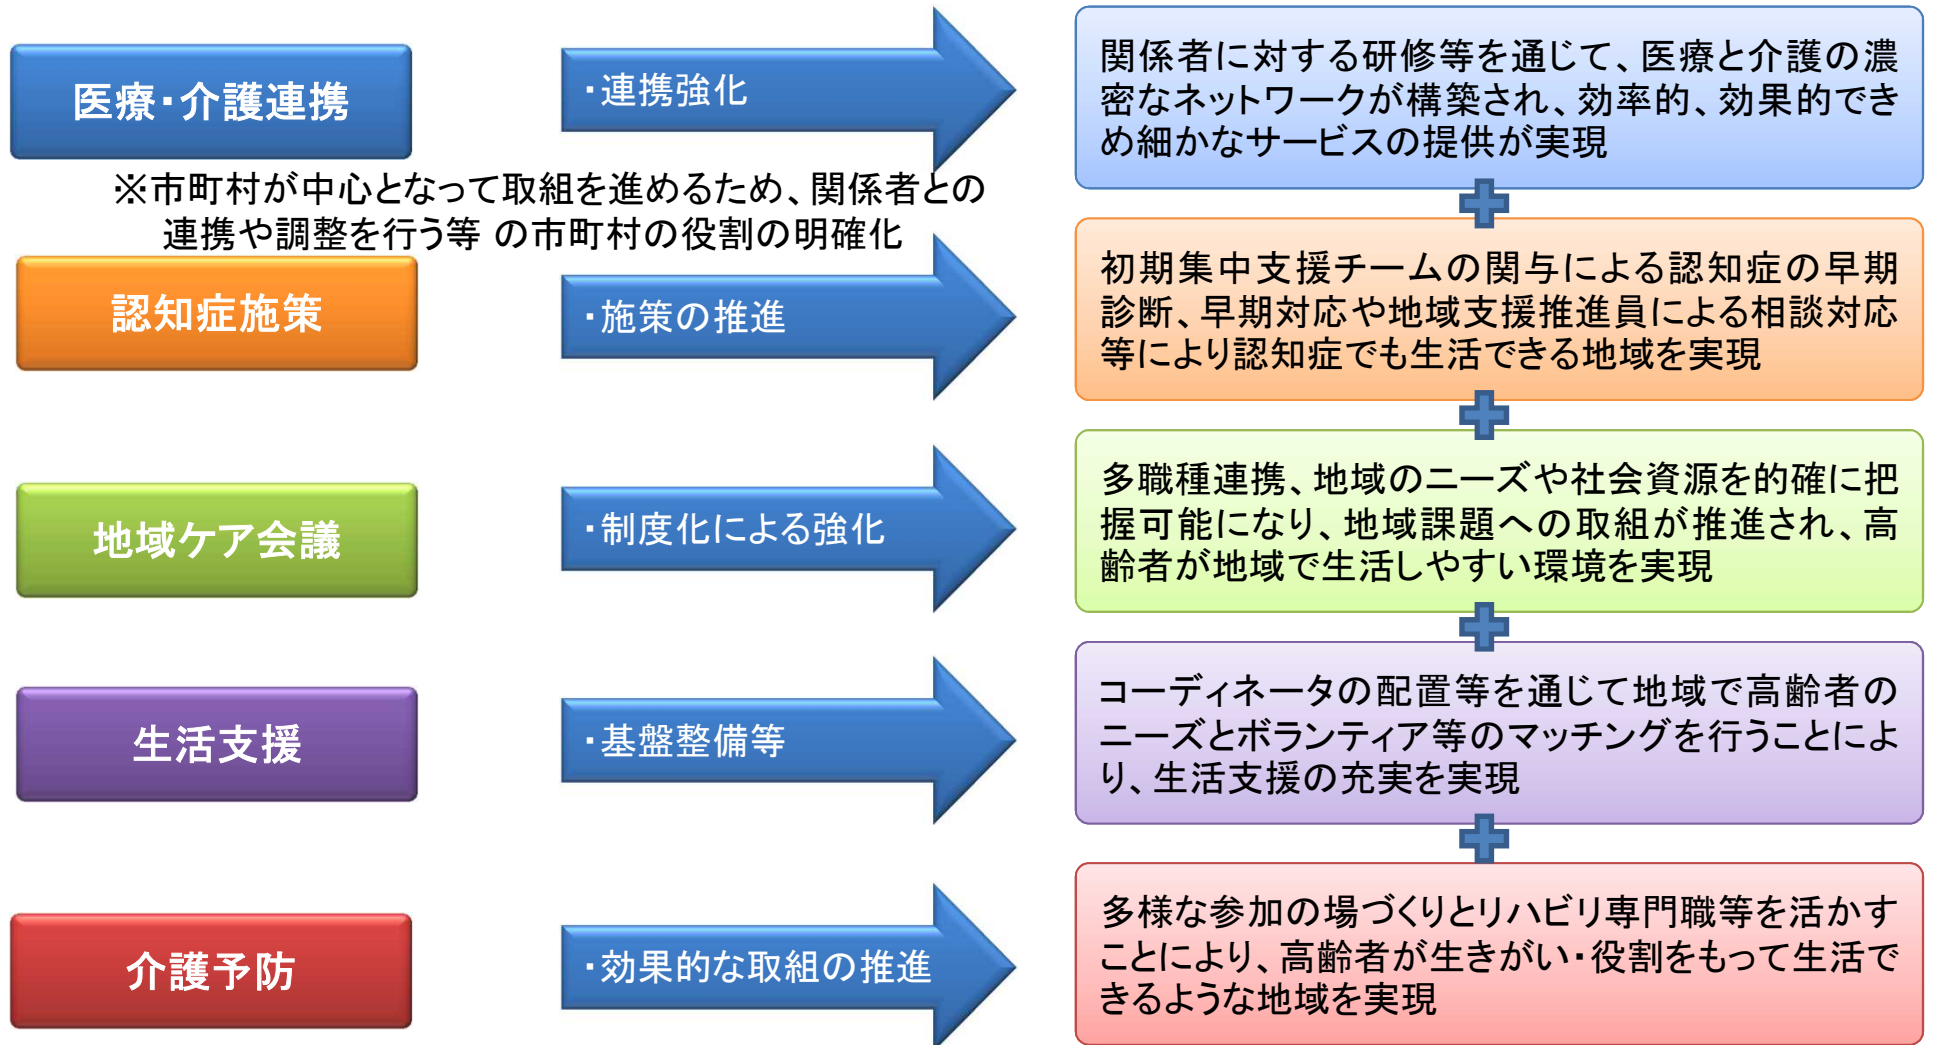 医療・介護連携
・連携強化
関係者に対する研修等を通じて、医療と介護の濃
密なネットワークが構築され、効率的、効果的でき
め細かなサービスの提供が実現
※市町村が中心となって取組を進めるため、関係者との
連携や調整を行う等 の市町村の役割の明確化
認知症施策
・施策の推進
初期集中支援チームの関与による認知症の早期
診断、早期対応や地域支援推進員による相談対応
等により認知症でも生活できる地域を実現
地域ケア会議
・制度化による強化
多職種連携、地域のニーズや社会資源を的確に把
握可能になり、地域課題への取組が推進され、高
齢者が地域で生活しやすい環境を実現
生活支援
・基盤整備等
コーディネータの配置等を通じて地域で高齢者の
ニーズとボランティア等のマッチングを行うことによ
り、生活支援の充実を実現
介護予防
・効果的な取組の推進
多様な参加の場づくりとリハビリ専門職等を活かす
ことにより、高齢者が生きがい・役割をもって生活で
きるような地域を実現